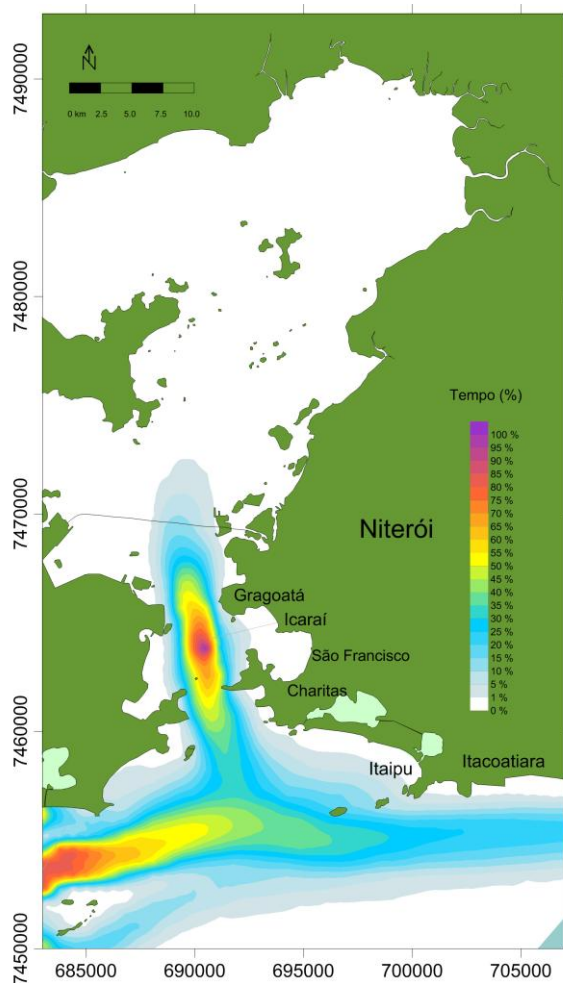 N
0 km 2.5 5.0 7.5 10.0
7490000
7480000
7470000
7460000
7450000
Tempo (%)
100 %
95 %
90 %
85 %
80 %
75 %
70 %
65 %
60 %
55 %
50 %
45 %
40 %
35 %
30 %
25 %
20 %
15 %
10 %
5 %
1 %
0 %
Niterói
Gragoatá
Icaraí
São Francisco
Charitas
Itaipu
Itacoatiara
685000 690000 695000 700000 705000